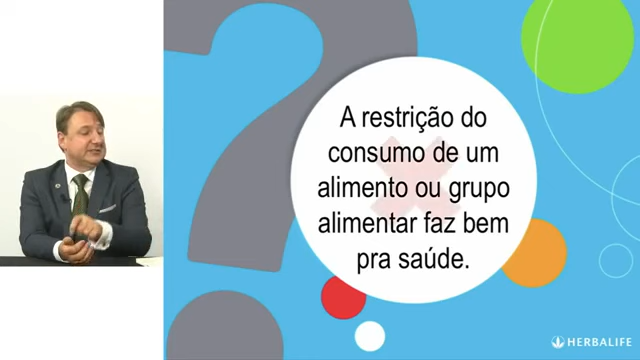 A restrição do
consumo de um
alimento ou grupo
alimentar faz bem
pra saúde.
HERBALIFE